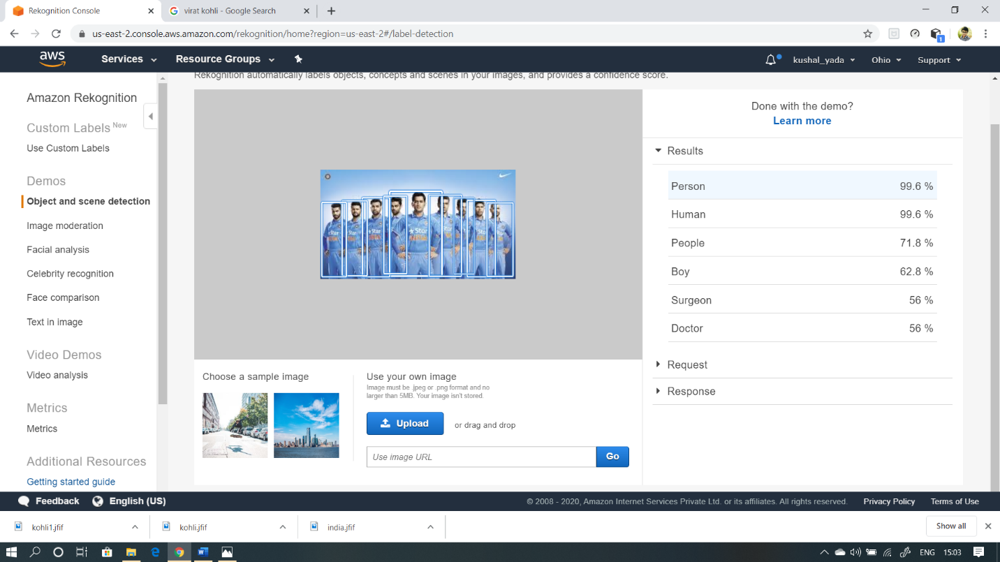 Rekognition Console
virat kohli - Google Search
us-east-2.console.aws.amazon.com/rekognition/home?region=us-east-2#/label-detection
1
aws
Services
Resource Groups
kushal_yada
Ohio
Support
Rekognition automatically labels objects, concepts and scenes in your images, and provides a confidence score.
Amazon Rekognition
Custom Labels New
Use Custom Labels
Demos
Object and scene detection
Image moderation
Facial analysis
Celebrity recognition
Face comparison
Text in image
Video Demos
Video analysis
Metrics
Metrics
Additional Resources
Getting started guide
Star
Star
Star
Star
Star
Star
Choose a sample image
Use your own image
Image must be .jpeg or .png format and no
larger than 5MB. Your image isn't stored.
Upload
or drag and drop
Use image URL
Go
Done with the demo?
Learn more
Results
Person 99.6 %
Human 99.6 %
People 71.8 %
Boy 62.8 %
Surgeon 56 %
Doctor 56 %
Request
Response
Feedback
English (US)
© 2008 - 2020, Amazon Internet Services Private Ltd. or its affiliates. All rights reserved.
Privacy Policy
Terms of Use
kohli1.jfif
kohli.jfif
india.jfif
Show all
ENG
15:03